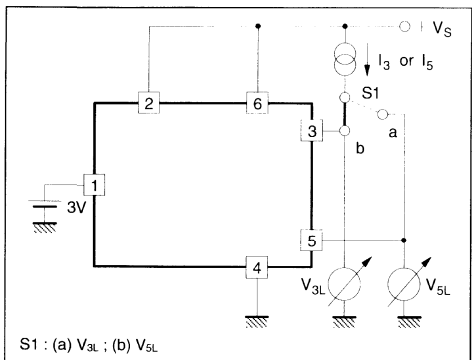 V_S
I_3 or I_5
S1
2
6
3
a
b
1
3V
5
4
V_3L
V_5L
S1 : (a) V_3L ; (b) V_5L